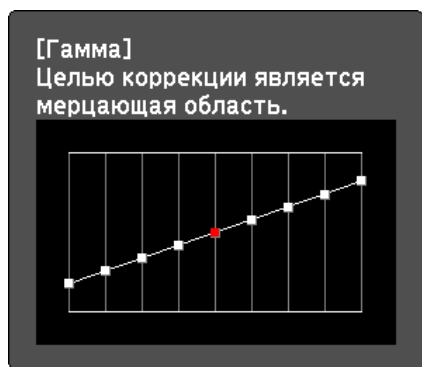 [Гамма]
Целью коррекции является
мерцающая область.